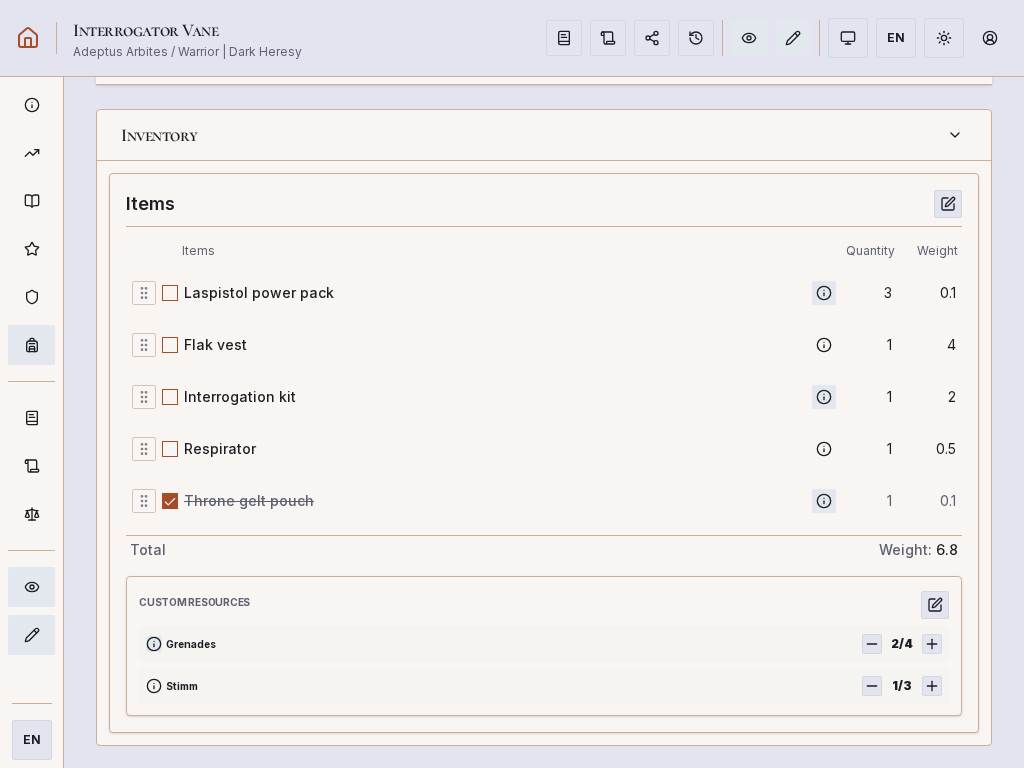 Interrogator Vane
Adeptus Arbites / Warrior | Dark Heresy
EN
Inventory
Items
Items Quantity Weight
Laspistol power pack 3 0.1
Flak vest 1 4
Interrogation kit 1 2
Respirator 1 0.5
Throne gelt pouch 1 0.1
Total Weight: 6.8
CUSTOMRESOURCES
Grenades 2/4
Stimm 1/3
EN